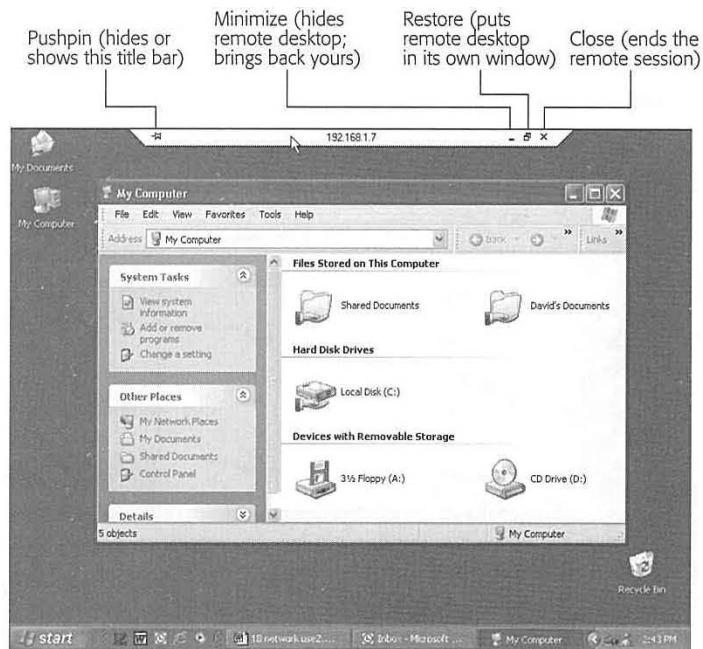 Pushpin (hides or
shows this title bar)
Minimize (hides
remote desktop;
brings back yours)
Restore (puts
remote desktop
in its own window)
Close (ends the
remote session)
192.168.1.7
My Documents
My Computer
My Computer
File Edit View Favorites Tools Help
Address My Computer Back Links
System Tasks
View system
information
Add or remove
programs
Change a setting
Other Places
My Network Places
My Documents
Shared Documents
Control Panel
Details
Files Stored on This Computer
Shared Documents David's Documents
Hard Disk Drives
Local Disk (C:)
Devices with Removable Storage
3½ Floppy (A:) CD Drive (D:)
5 objects My Computer
Recycle Bin
start 18 network use2... Inbox - Microsoft ... My Computer 2:43 PM